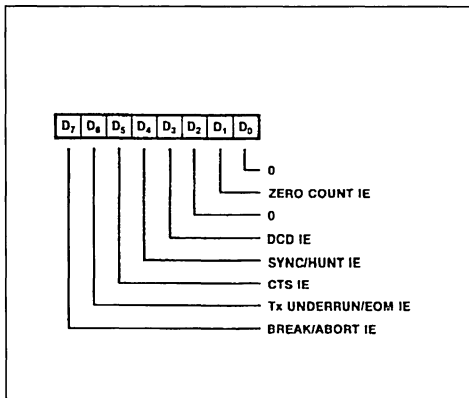 D7 D6 D5 D4 D3 D2 D1 D0
0
ZERO COUNT IE
0
DCD IE
SYNC/HUNT IE
CTS IE
Tx UNDERRUN/EOM IE
BREAK/ABORT IE